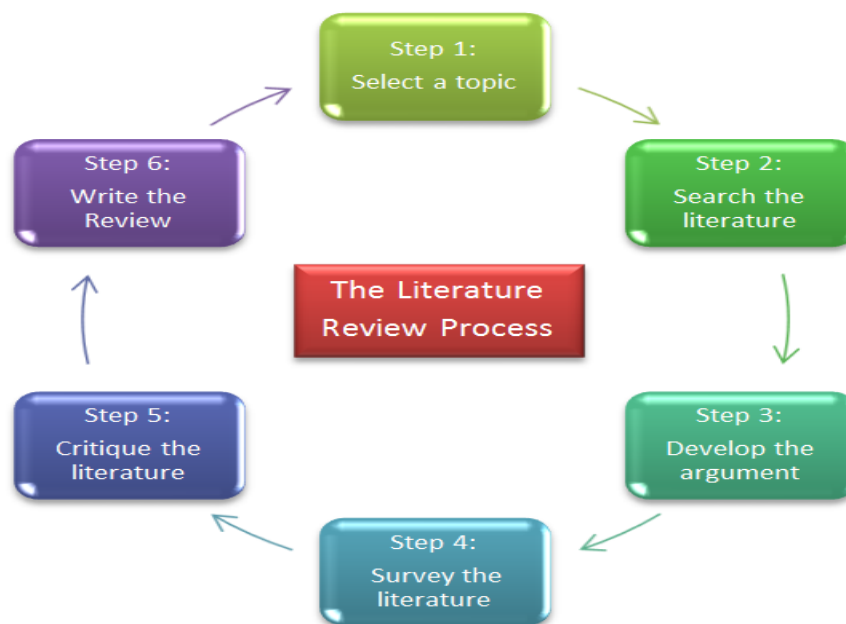 Step 1:
Select a topic
Step 2:
Search the
literature
Step 3:
Develop the
argument
Step 4:
Survey the
literature
Step 5:
Critique the
literature
Step 6:
Write the
Review
The Literature
Review Process